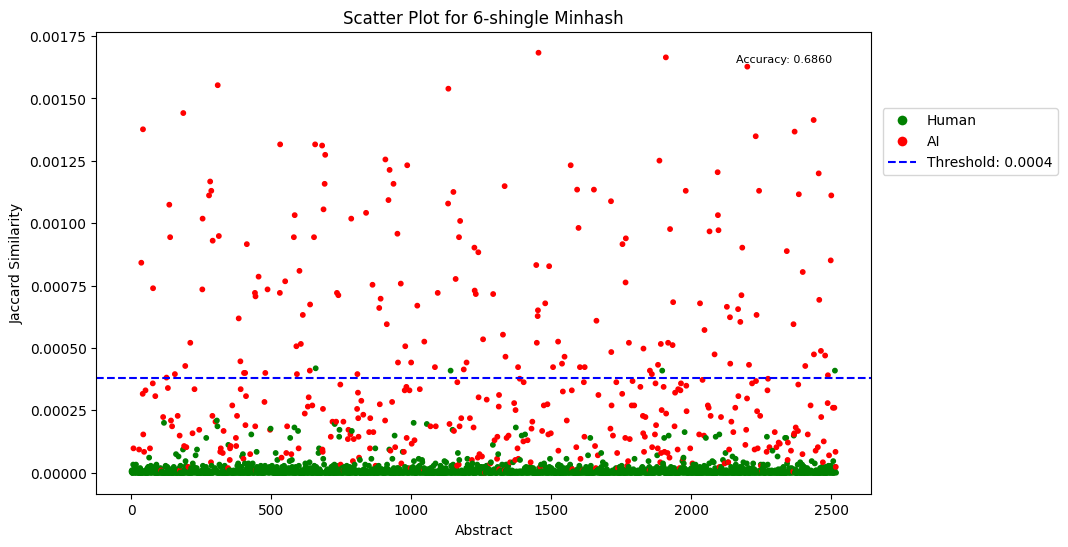 Scatter Plot for 6-shingle Minhash
Accuracy: 0.6860
Human
AI
Threshold: 0.0004
Jaccard Similarity
0.00175
0.00150
0.00125
0.00100
0.00075
0.00050
0.00025
0.00000
0
500
1000
1500
2000
2500
Abstract